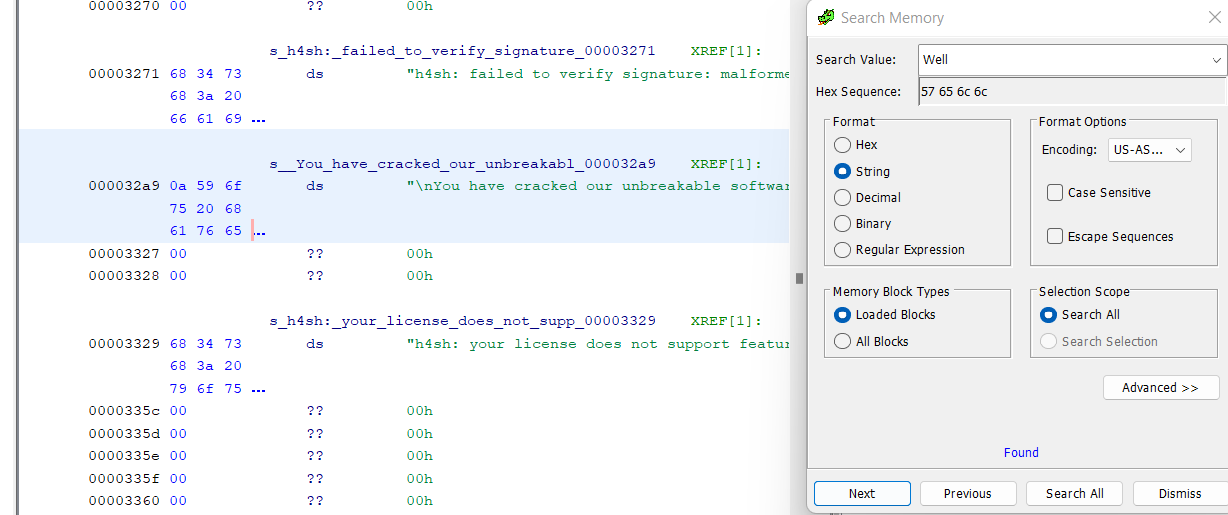 00003270 00 ?? 00h
s_h4sh:_failed_to_verify_signature_00003271 XREF[1]:
00003271 68 34 73 ds "h4sh: failed to verify signature: malforme
68 3a 20
66 61 69 ...
s__You_have_cracked_our_unbreakabl_000032a9 XREF[1]:
000032a9 0a 59 6f ds "\nYou have cracked our unbreakable softwar
75 20 68
61 76 65 ...
00003327 00 ?? 00h
00003328 00 ?? 00h
s_h4sh:_your_license_does_not_supp_00003329 XREF[1]:
00003329 68 34 73 ds "h4sh: your license does not support featur
68 3a 20
79 6f 75 ...
0000335c 00 ?? 00h
0000335d 00 ?? 00h
0000335e 00 ?? 00h
0000335f 00 ?? 00h
00003360 00 ?? 00h
Search Memory
Search Value: Well
Hex Sequence: 57 65 6c 6c
Format
Hex
String
Decimal
Binary
Regular Expression
Format Options
Encoding: US-AS...
Case Sensitive
Escape Sequences
Memory Block Types
Loaded Blocks
All Blocks
Selection Scope
Search All
Search Selection
Advanced >>
Found
Next Previous Search All Dismiss